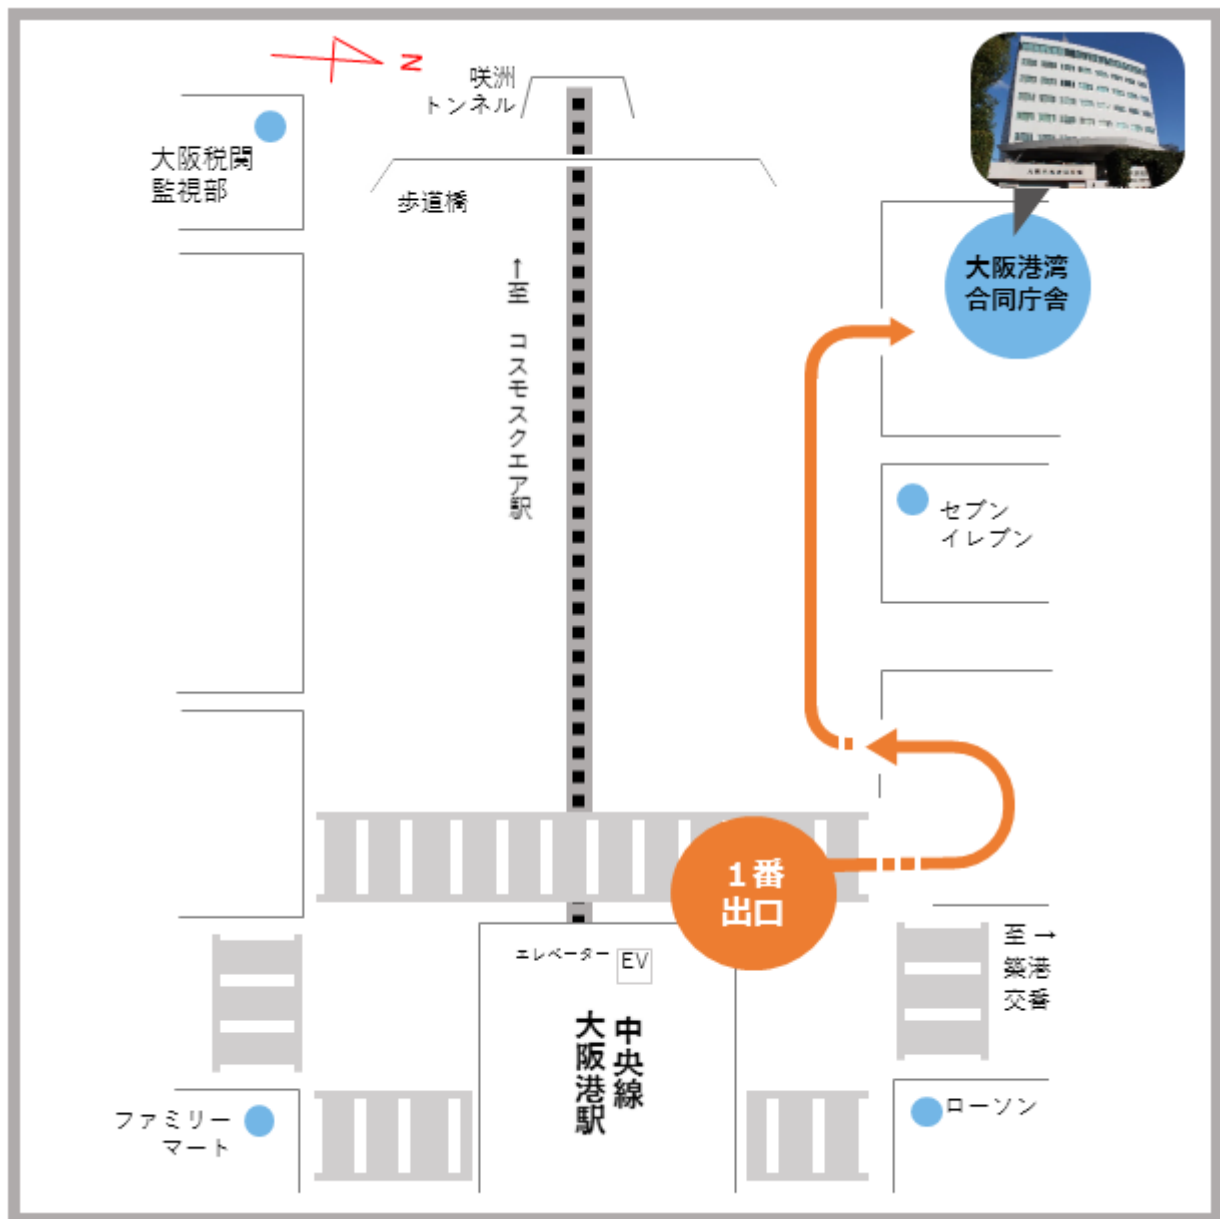 N
咲洲
トンネル
大阪税関
監視部
歩道橋
大阪港湾
合同庁舎
←至 コスモスクエア駅
セブン
イレブン
1番
出口
エレベーター
EV
至→
築港
交番
中央線
大阪港駅
ファミリー
マート
ローソン